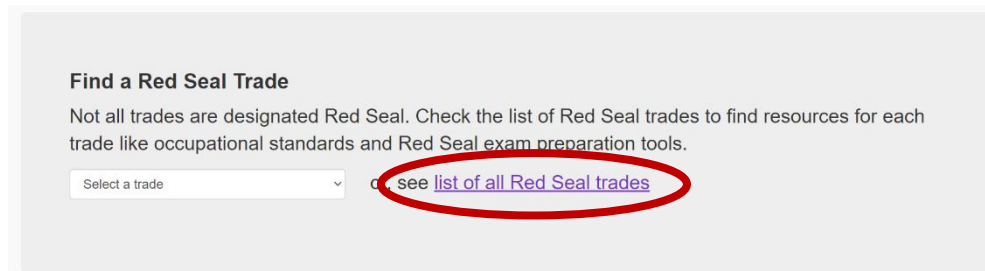 Find a Red Seal Trade
Not all trades are designated Red Seal. Check the list of Red Seal trades to find resources for each
trade like occupational standards and Red Seal exam preparation tools.
Select a trade or, see list of all Red Seal trades